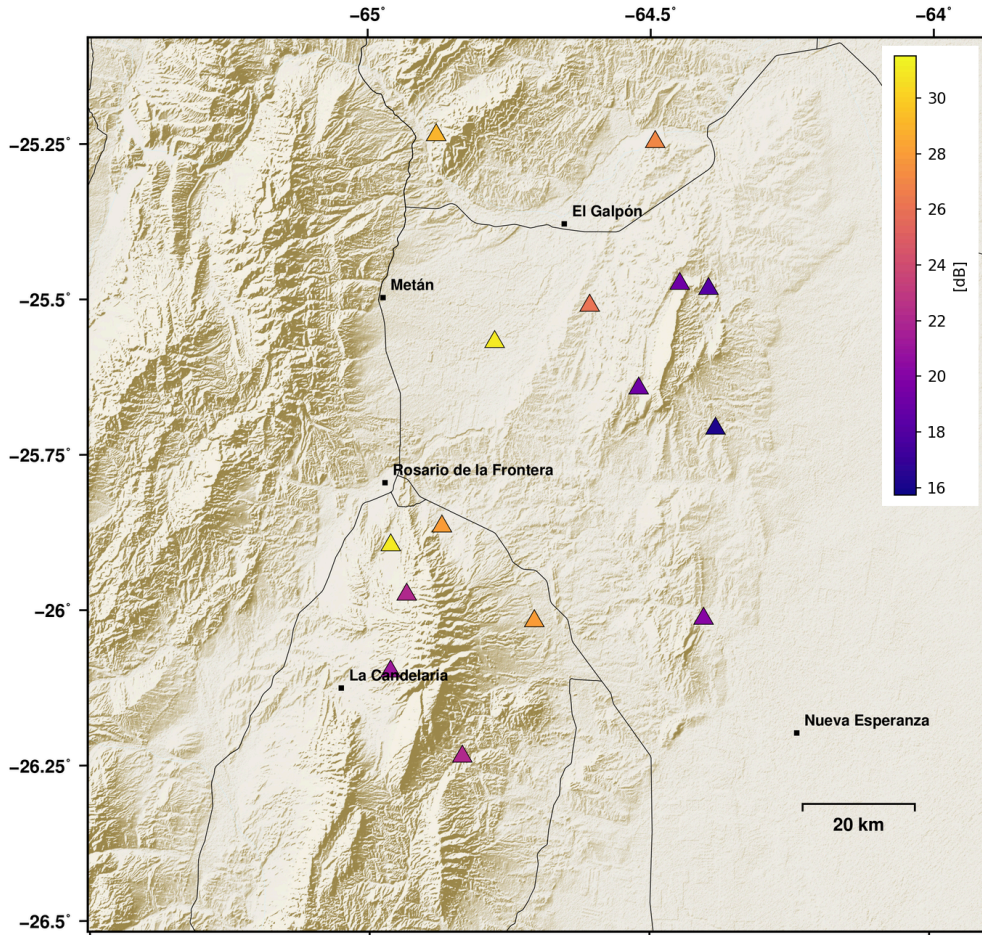 −65° −64.5° −64°
−25.25°
−25.5°
−25.75°
−26°
−26.25°
−26.5°
El Galpón
Metán
Rosario de la Frontera
La Candelaria
Nueva Esperanza
20 km
30
28
26
24
22
20
18
16
[dB]